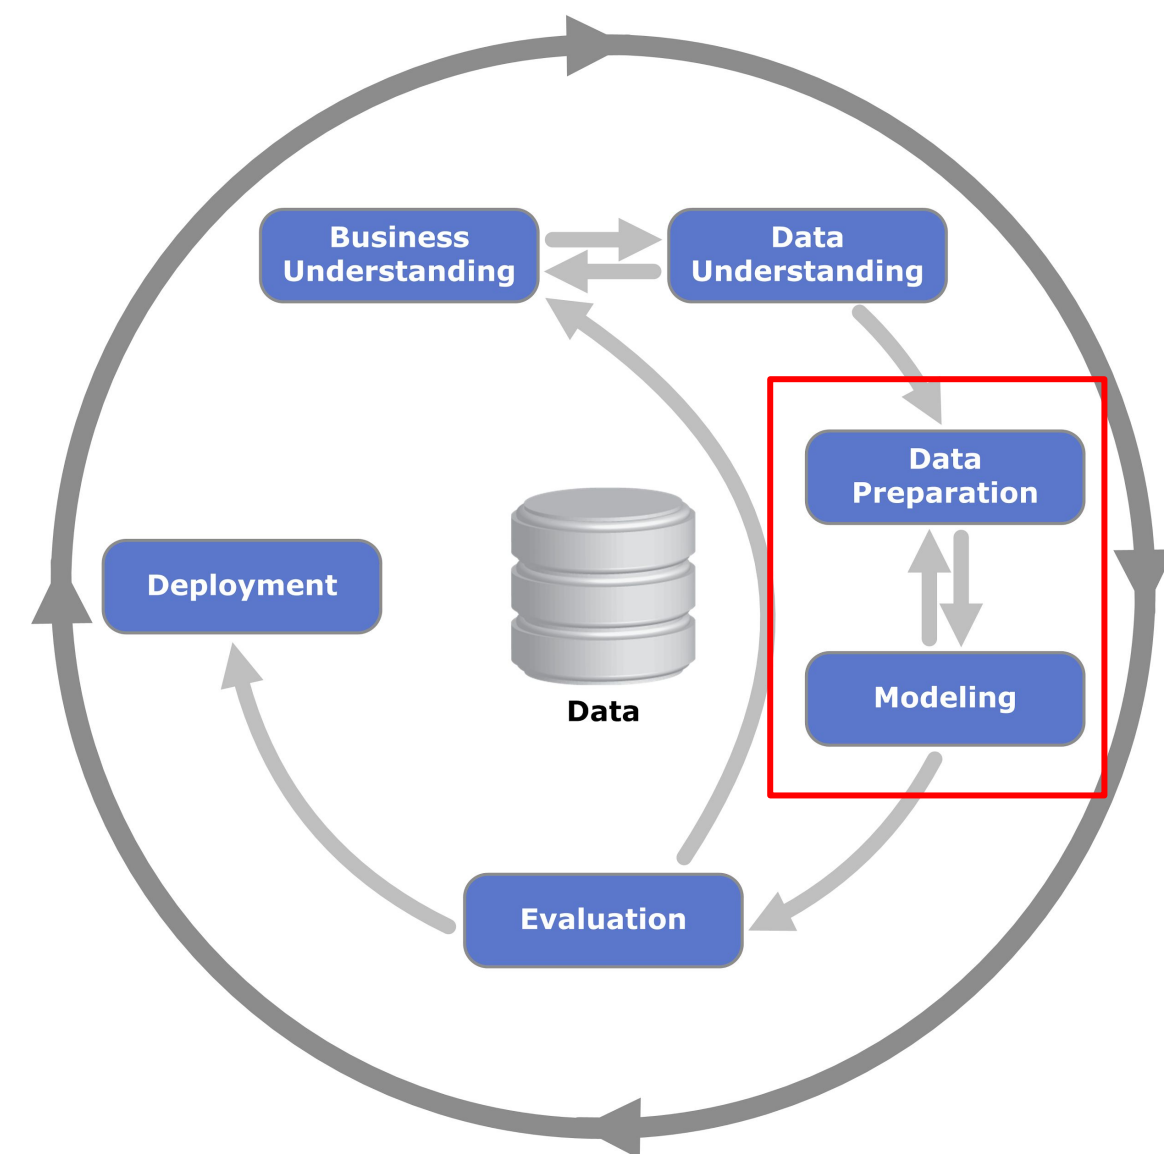 Business
Understanding
Data
Understanding
Data
Preparation
Deployment
Modeling
Data
Evaluation